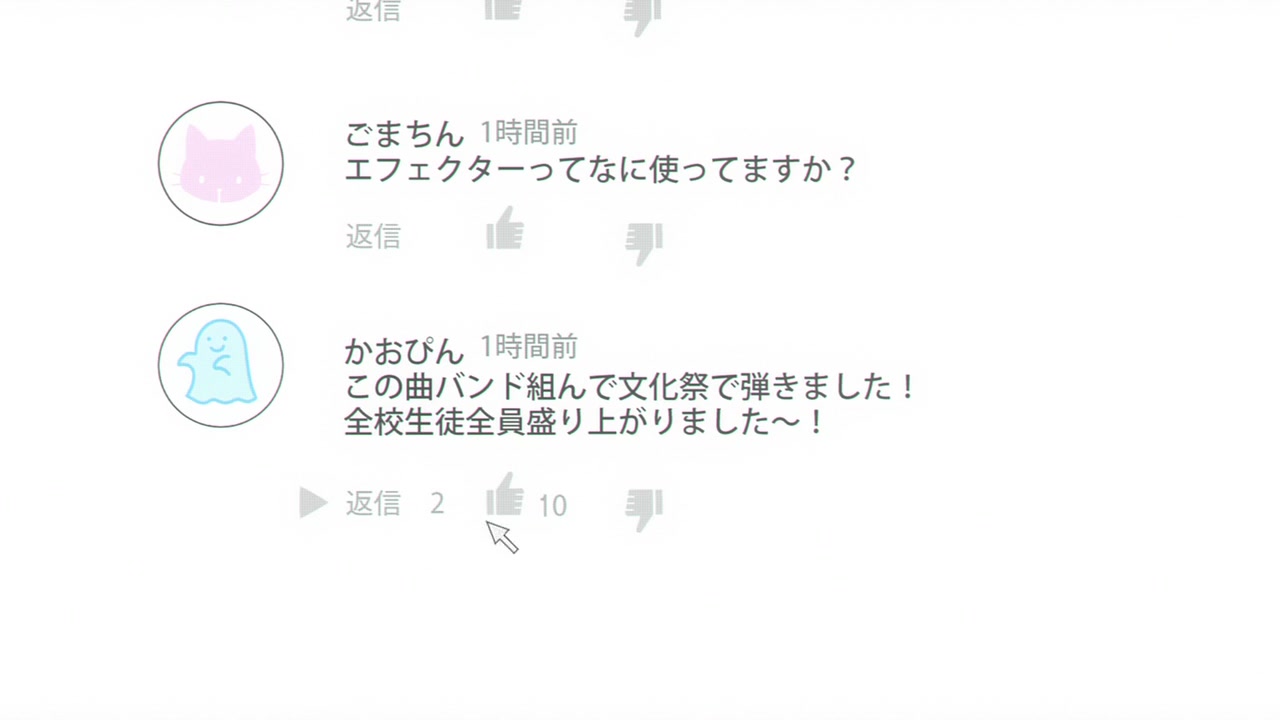 返信
ごまちん 1時間前
エフェクターってなに使ってますか？
返信
かおぴん 1時間前
この曲バンド組んで文化祭で弾きました！
全校生徒全員盛り上がりました～！
返信 2 10